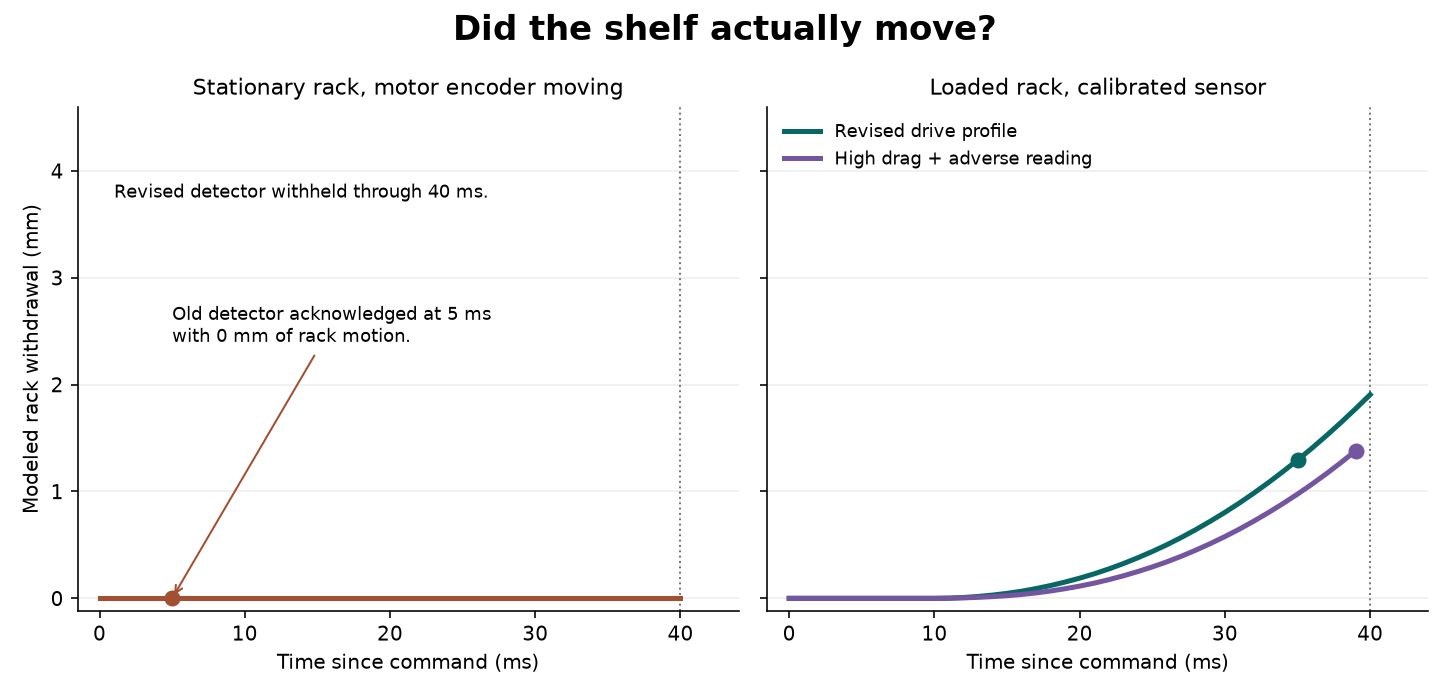 Did the shelf actually move?
Stationary rack, motor encoder moving
Modeled rack withdrawal (mm)
4
3
2
1
0
Revised detector withheld through 40 ms.
Old detector acknowledged at 5 ms
with 0 mm of rack motion.
0 10 20 30 40
Time since command (ms)
Loaded rack, calibrated sensor
Revised drive profile
High drag + adverse reading
0 10 20 30 40
Time since command (ms)